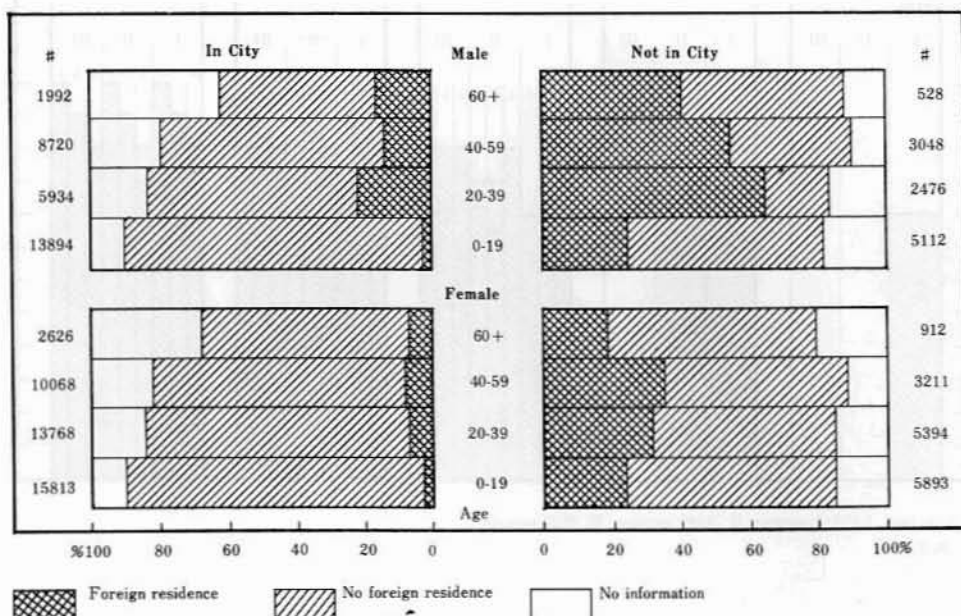 # In City Male Not in City #
1992 60+ 528
8720 40-59 3048
5934 20-39 2476
13894 0-19 5112
Female
2626 60+ 912
10068 40-59 3211
13768 20-39 5394
15813 0-19 5893
Age
%100 80 60 40 20 0 0 20 40 60 80 100%
Foreign residence No foreign residence No information